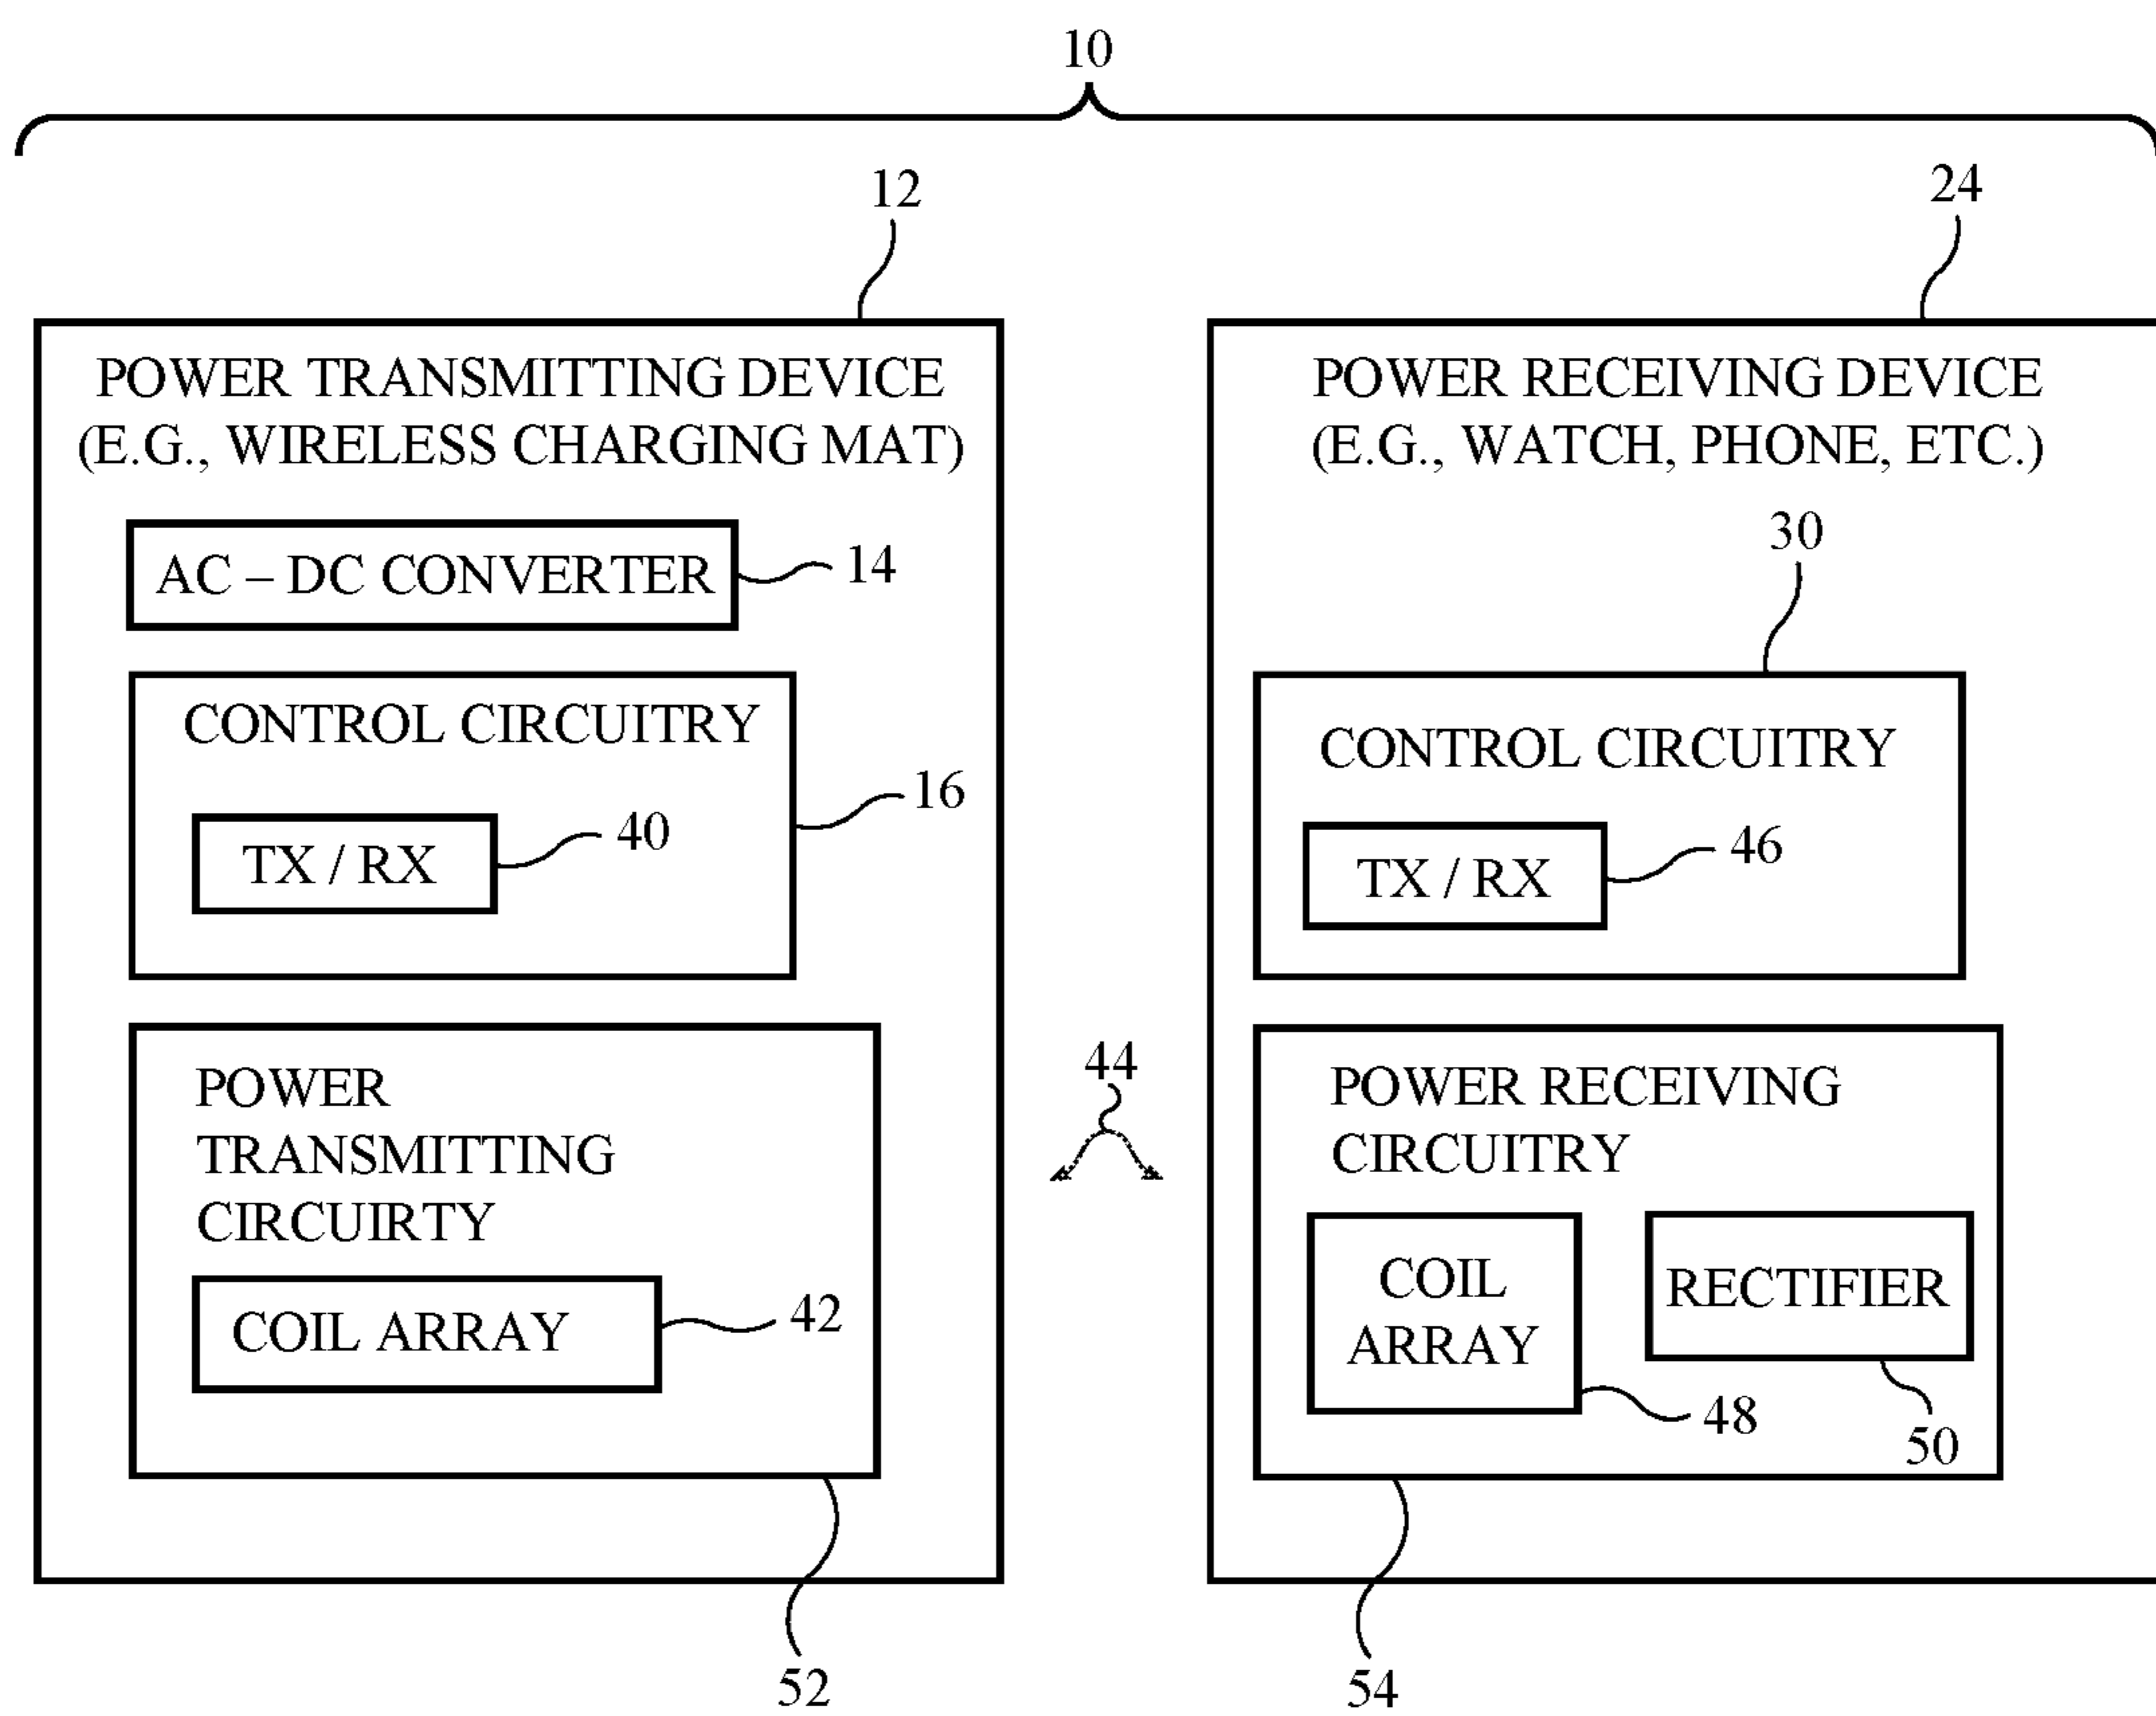 10
12
24
POWER TRANSMITTING DEVICE
(E.G., WIRELESS CHARGING MAT)
AC – DC CONVERTER
14
CONTROL CIRCUITRY
16
TX / RX
40
POWER
TRANSMITTING
CIRCUIRTY
COIL ARRAY
42
52
44
POWER RECEIVING DEVICE
(E.G., WATCH, PHONE, ETC.)
30
CONTROL CIRCUITRY
TX / RX
46
POWER RECEIVING
CIRCUITRY
COIL
ARRAY
48
RECTIFIER
50
54